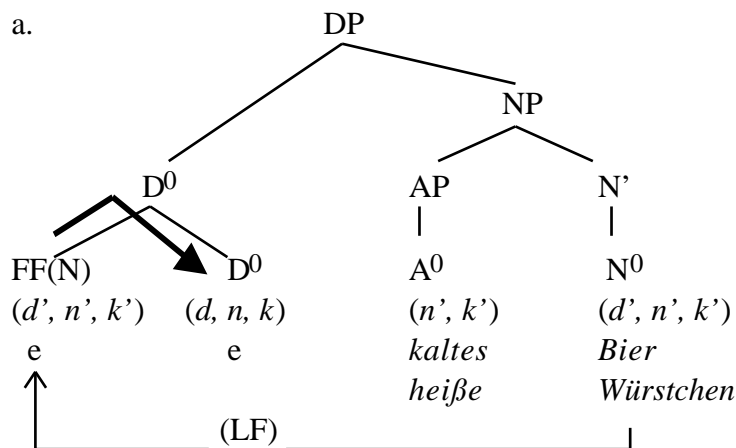 a. DP
NP
D⁰ AP N’
FF(N) D⁰ A⁰ N⁰
(d’, n’, k’) (d, n, k) (n’, k’) (d’, n’, k’)
e e kaltes Bier
heiße Würstchen
(LF)